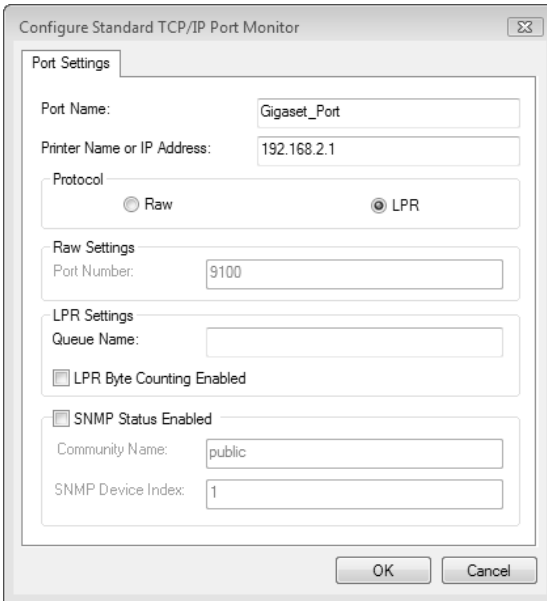 Configure Standard TCP/IP Port Monitor
Port Settings
Port Name:
Gigaset_Port
Printer Name or IP Address:
192.168.2.1
Protocol
Raw
LPR
Raw Settings
Port Number:
9100
LPR Settings
Queue Name:
LPR Byte Counting Enabled
SNMP Status Enabled
Community Name:
public
SNMP Device Index:
1
OK
Cancel